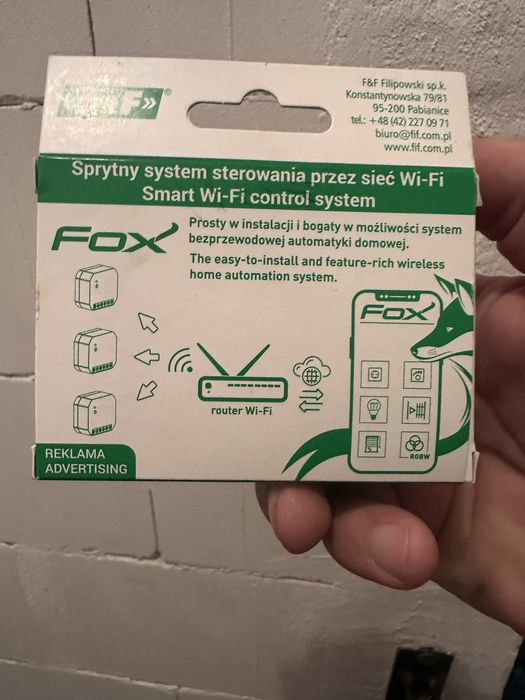 F&F®
F&F Filipowski sp.k.
Konstantynowska 79/81
95-200 Pabianice
tel.: +48 (42) 227 09 71
biuro@fif.com.pl
www.fif.com.pl
Sprytny system sterowania przez sieć Wi-Fi
Smart Wi-Fi control system
Fox
Prosty w instalacji i bogaty w możliwości system
bezprzewodowej automatyki domowej.
The easy-to-install and feature-rich wireless
home automation system.
Fox
router Wi-Fi
RGBW
REKLAMA
ADVERTISING